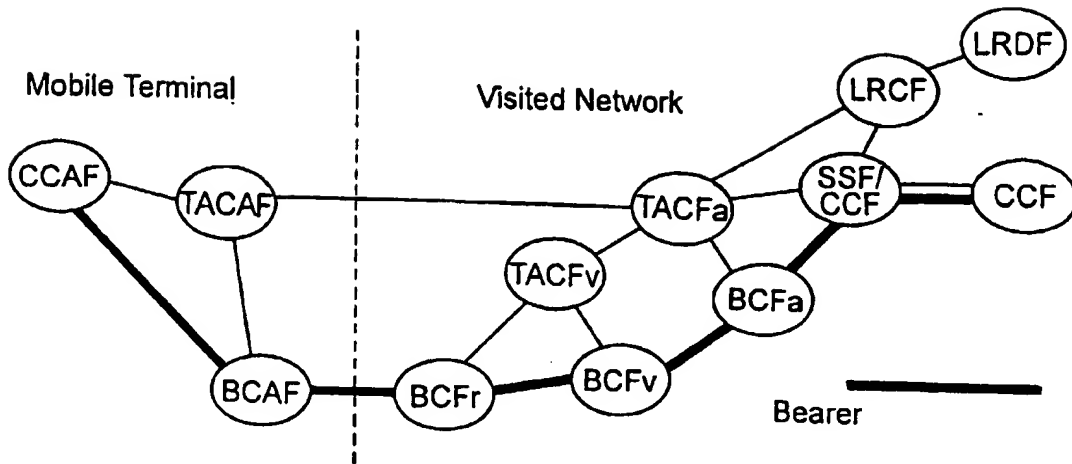 LRDF
Mobile Terminal
Visited Network
LRCF
CCAF
TACAF
TACFa
SSF/
CCF
CCF
TACFv
BCFa
BCAF
BCFr
BCFv
Bearer